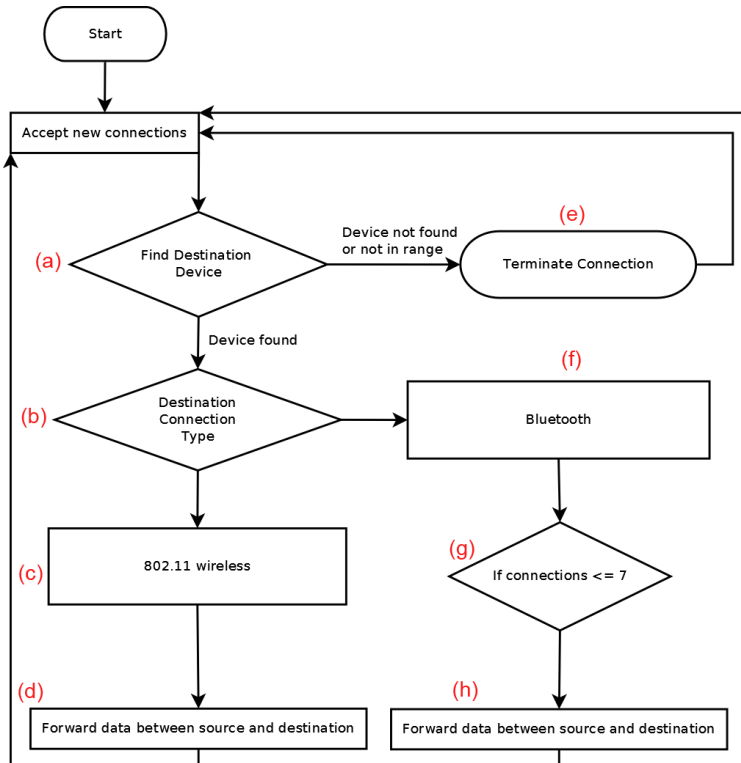 Start
Accept new connections
(a)
Find Destination
Device
Device not found
or not in range
(e)
Terminate Connection
Device found
(b)
Destination
Connection
Type
(f)
Bluetooth
(c)
802.11 wireless
(g)
If connections <= 7
(d)
Forward data between source and destination
(h)
Forward data between source and destination